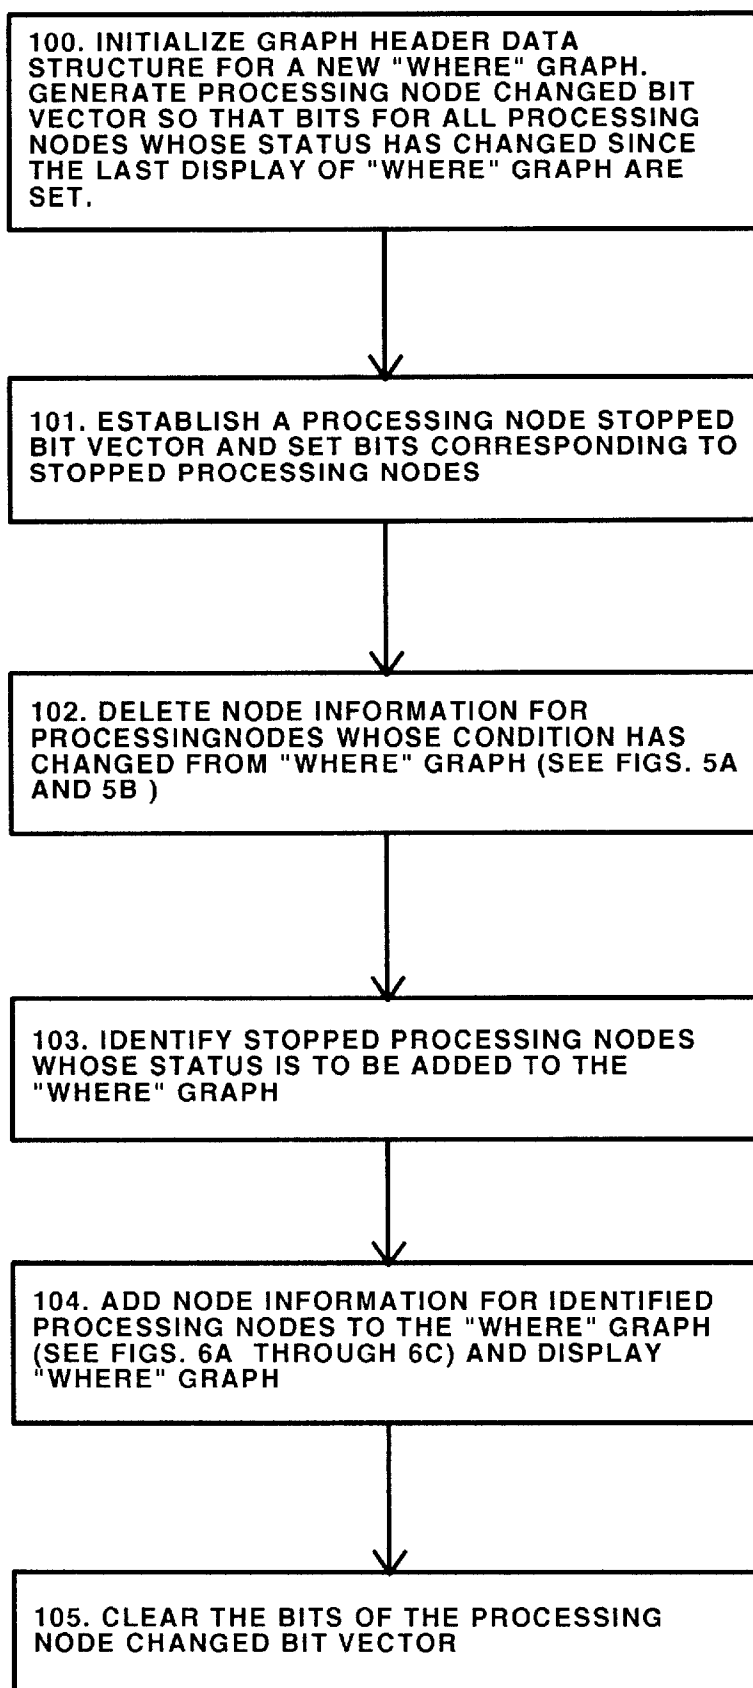 100. INITIALIZE GRAPH HEADER DATA
STRUCTURE FOR A NEW "WHERE" GRAPH.
GENERATE PROCESSING NODE CHANGED BIT
VECTOR SO THAT BITS FOR ALL PROCESSING
NODES WHOSE STATUS HAS CHANGED SINCE
THE LAST DISPLAY OF "WHERE" GRAPH ARE
SET.
101. ESTABLISH A PROCESSING NODE STOPPED
BIT VECTOR AND SET BITS CORRESPONDING TO
STOPPED PROCESSING NODES
102. DELETE NODE INFORMATION FOR
PROCESSINGNODES WHOSE CONDITION HAS
CHANGED FROM "WHERE" GRAPH (SEE FIGS. 5A
AND 5B )
103. IDENTIFY STOPPED PROCESSING NODES
WHOSE STATUS IS TO BE ADDED TO THE
"WHERE" GRAPH
104. ADD NODE INFORMATION FOR IDENTIFIED
PROCESSING NODES TO THE "WHERE" GRAPH
(SEE FIGS. 6A THROUGH 6C) AND DISPLAY
"WHERE" GRAPH
105. CLEAR THE BITS OF THE PROCESSING
NODE CHANGED BIT VECTOR